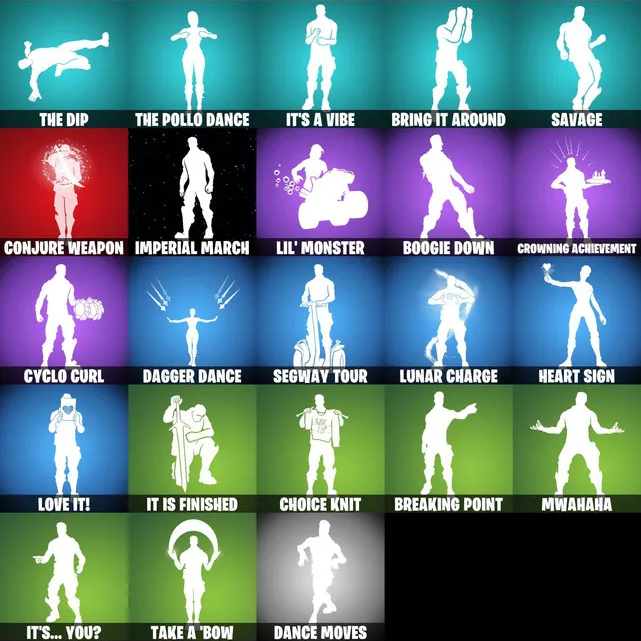 THE DIP
THE POLLO DANCE
IT'S A VIBE
BRING IT AROUND
SAVAGE
CONJURE WEAPON
IMPERIAL MARCH
LIL' MONSTER
BOOGIE DOWN
CROWNING ACHIEVEMENT
CYCLO CURL
DAGGER DANCE
SEGWAY TOUR
LUNAR CHARGE
HEART SIGN
LOVE IT!
IT IS FINISHED
CHOICE KNIT
BREAKING POINT
MWAHAHA
IT'S... YOU?
TAKE A 'BOW
DANCE MOVES